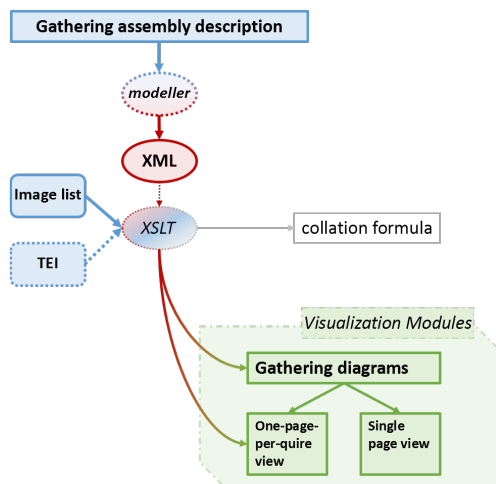 Gathering assembly description
modeller
XML
Image list
XSLT
collation formula
TEI
Visualization Modules
Gathering diagrams
One-page-
per-quire
view
Single
page view